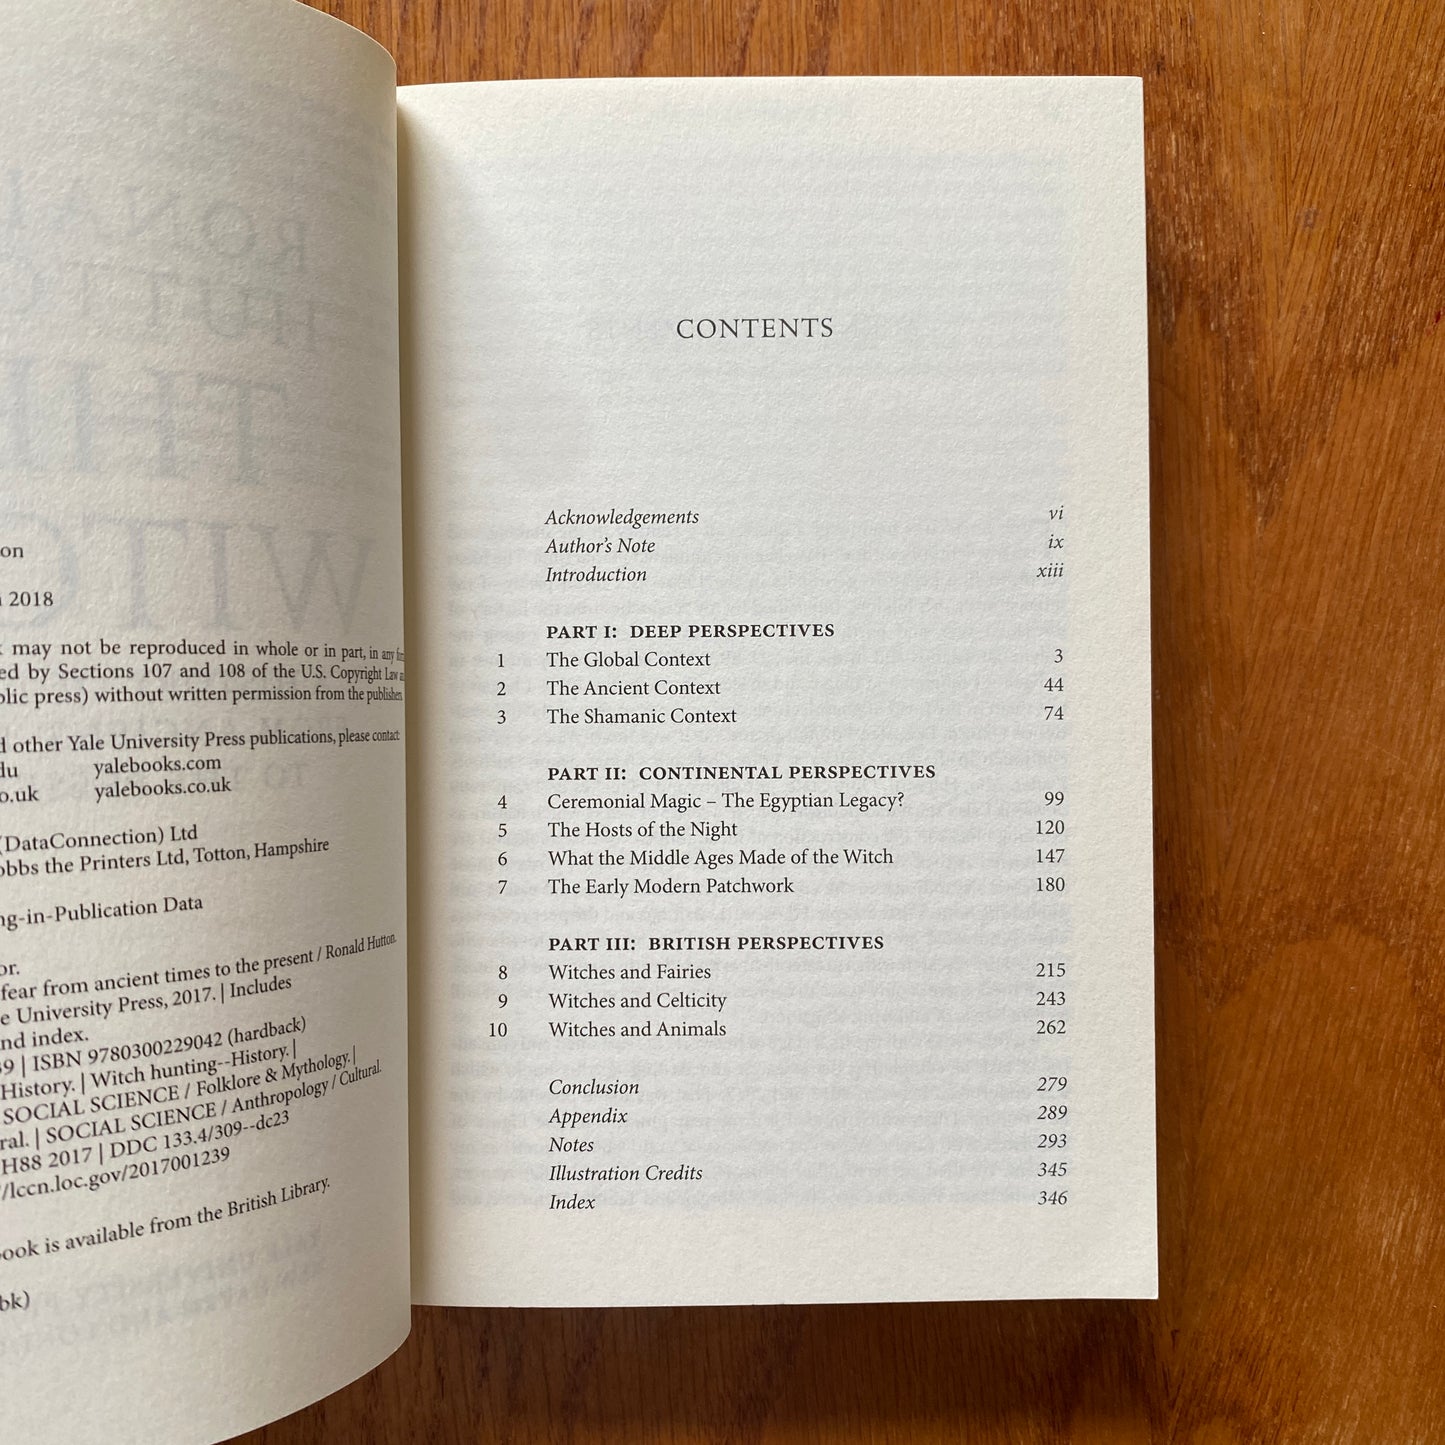 on
2018
may not be reproduced in whole or in part, in any
ed by Sections 107 and 108 of the U.S. Copyright Law
press) without written permission from the publishers.
other Yale University Press publications, please contact:
yalebooks.com
yalebooks.co.uk
(DataConnection) Ltd
the Printers Ltd, Totton, Hampshire
ng-in-Publication Data
or.
fear from ancient times to the present / Ronald Hutton.
University Press, 2017. | Includes
nd index.
| ISBN 9780300229042 (hardback)
History. | Witch hunting--History. |
SOCIAL SCIENCE / Folklore & Mythology. |
ral. | SOCIAL SCIENCE / Anthropology / Cultural.
H88 2017 | DDC 133.4/309--dc23
/lccn.loc.gov/2017001239
ook is available from the British Library.
bk)
CONTENTS
Acknowledgements vi
Author's Note ix
Introduction xiii
PART I: DEEP PERSPECTIVES
1 The Global Context 3
2 The Ancient Context 44
3 The Shamanic Context 74
PART II: CONTINENTAL PERSPECTIVES
4 Ceremonial Magic – The Egyptian Legacy? 99
5 The Hosts of the Night 120
6 What the Middle Ages Made of the Witch 147
7 The Early Modern Patchwork 180
PART III: BRITISH PERSPECTIVES
8 Witches and Fairies 215
9 Witches and Celticity 243
10 Witches and Animals 262
Conclusion 279
Appendix 289
Notes 293
Illustration Credits 345
Index 346